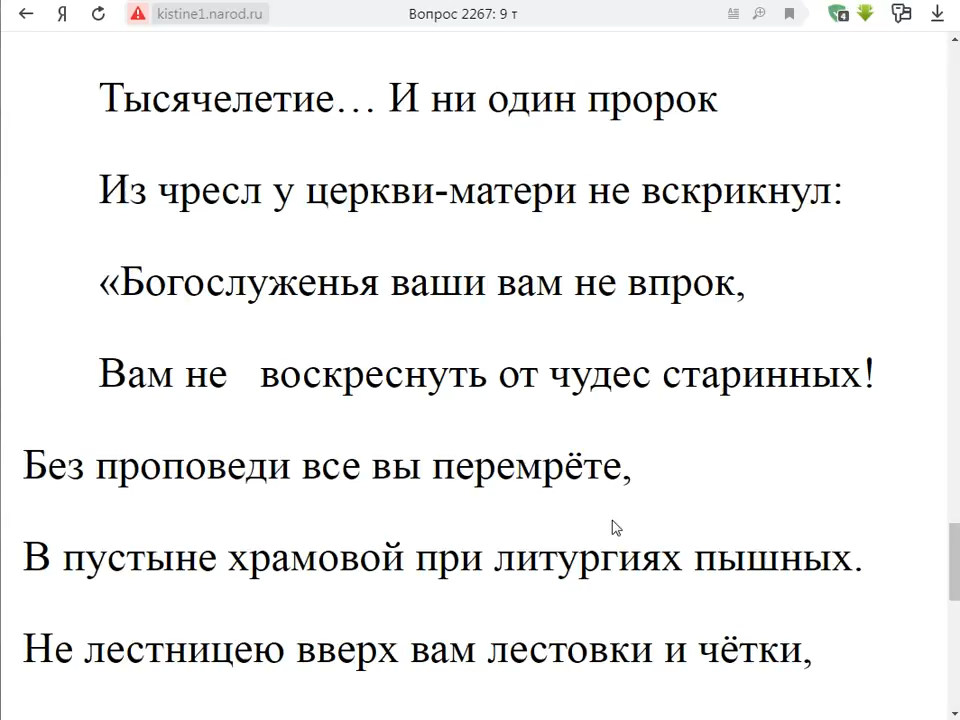 Я kistine1.narod.ru Вопрос 2267: 9 т 4
Тысячелетие… И ни один пророк
Из чресл у церкви-матери не вскрикнул:
«Богослуженья ваши вам не впрок,
Вам не воскреснуть от чудес старинных!
Без проповеди все вы перемрёте,
В пустыне храмовой при литургиях пышных.
Не лестницею вверх вам лестовки и чётки,